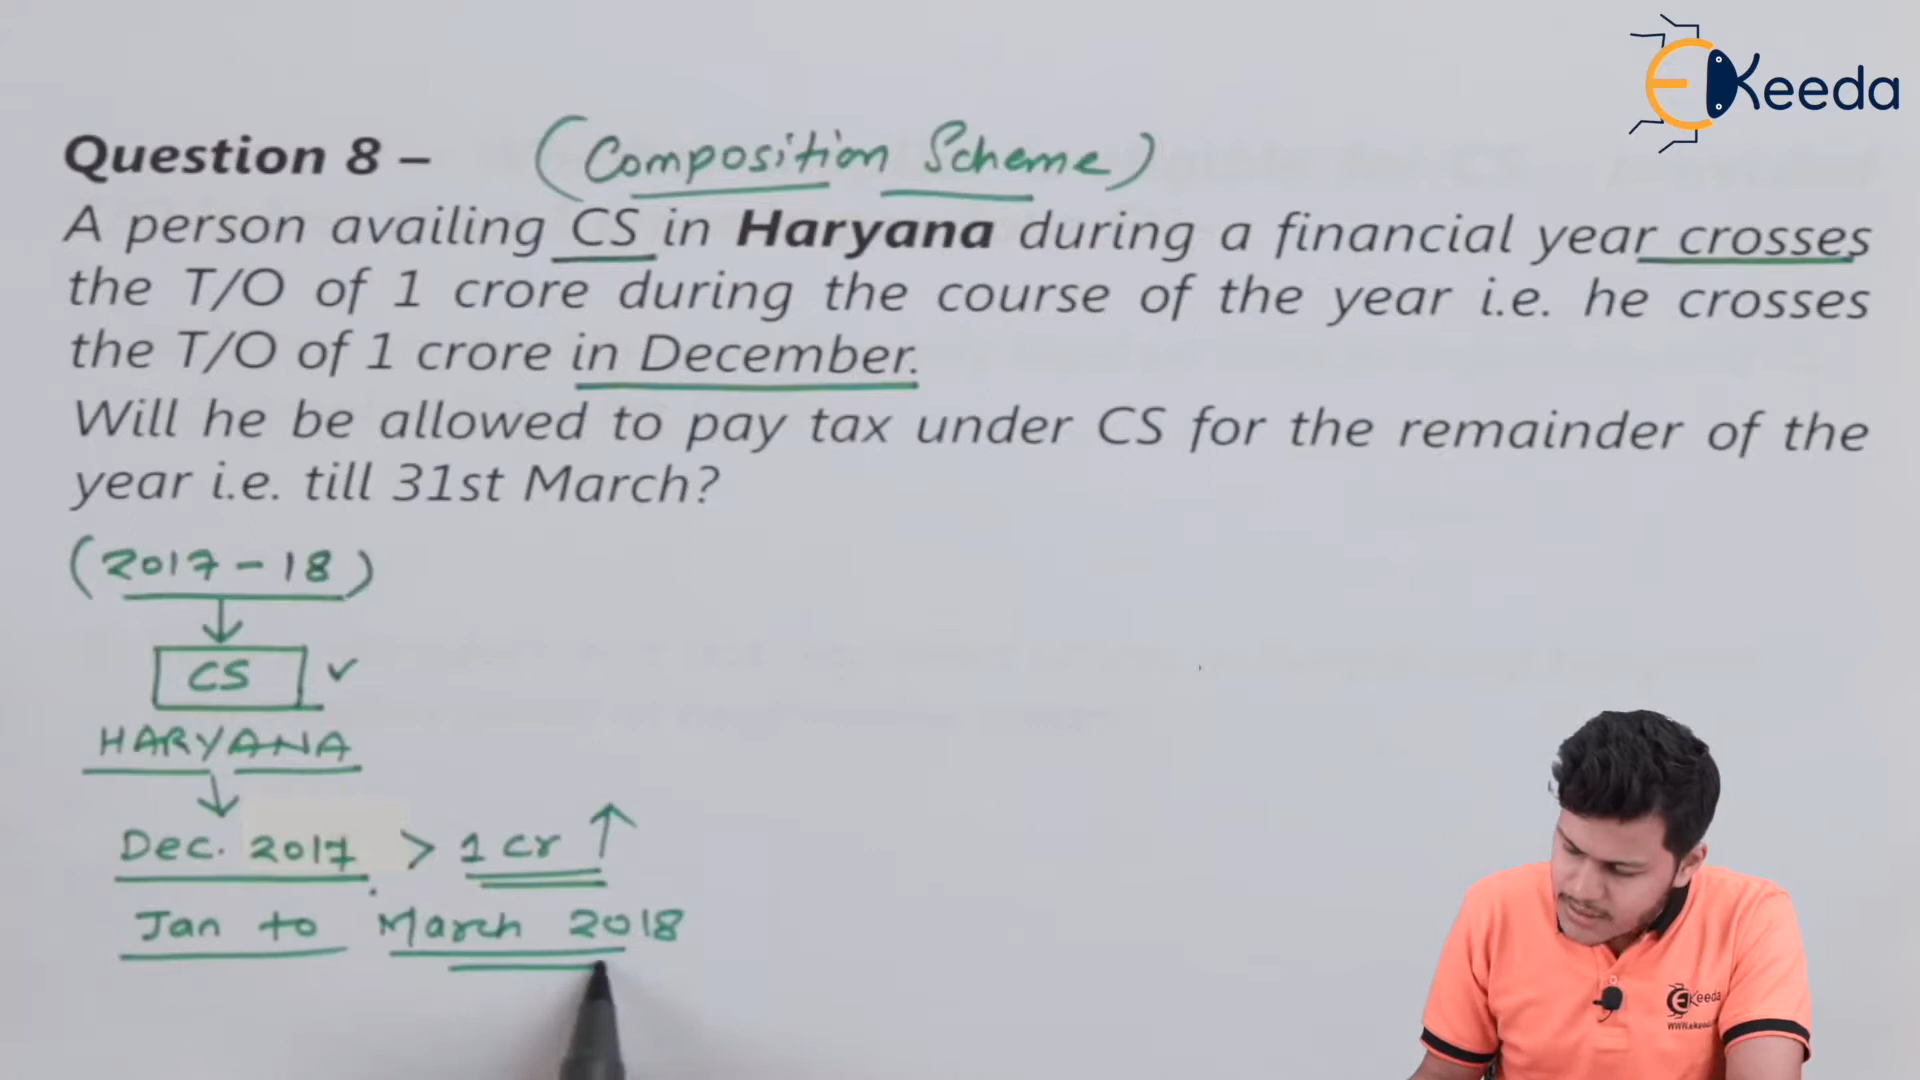 EKeeda
Question 8 – (Composition Scheme)
A person availing CS in Haryana during a financial year crosses
the T/O of 1 crore during the course of the year i.e. he crosses
the T/O of 1 crore in December.
Will he be allowed to pay tax under CS for the remainder of the
year i.e. till 31st March?
(2017-18)
CS ✓
HARYANA
Dec. 2017 > 1 Cr ↑
Jan to March 2018
EKeeda